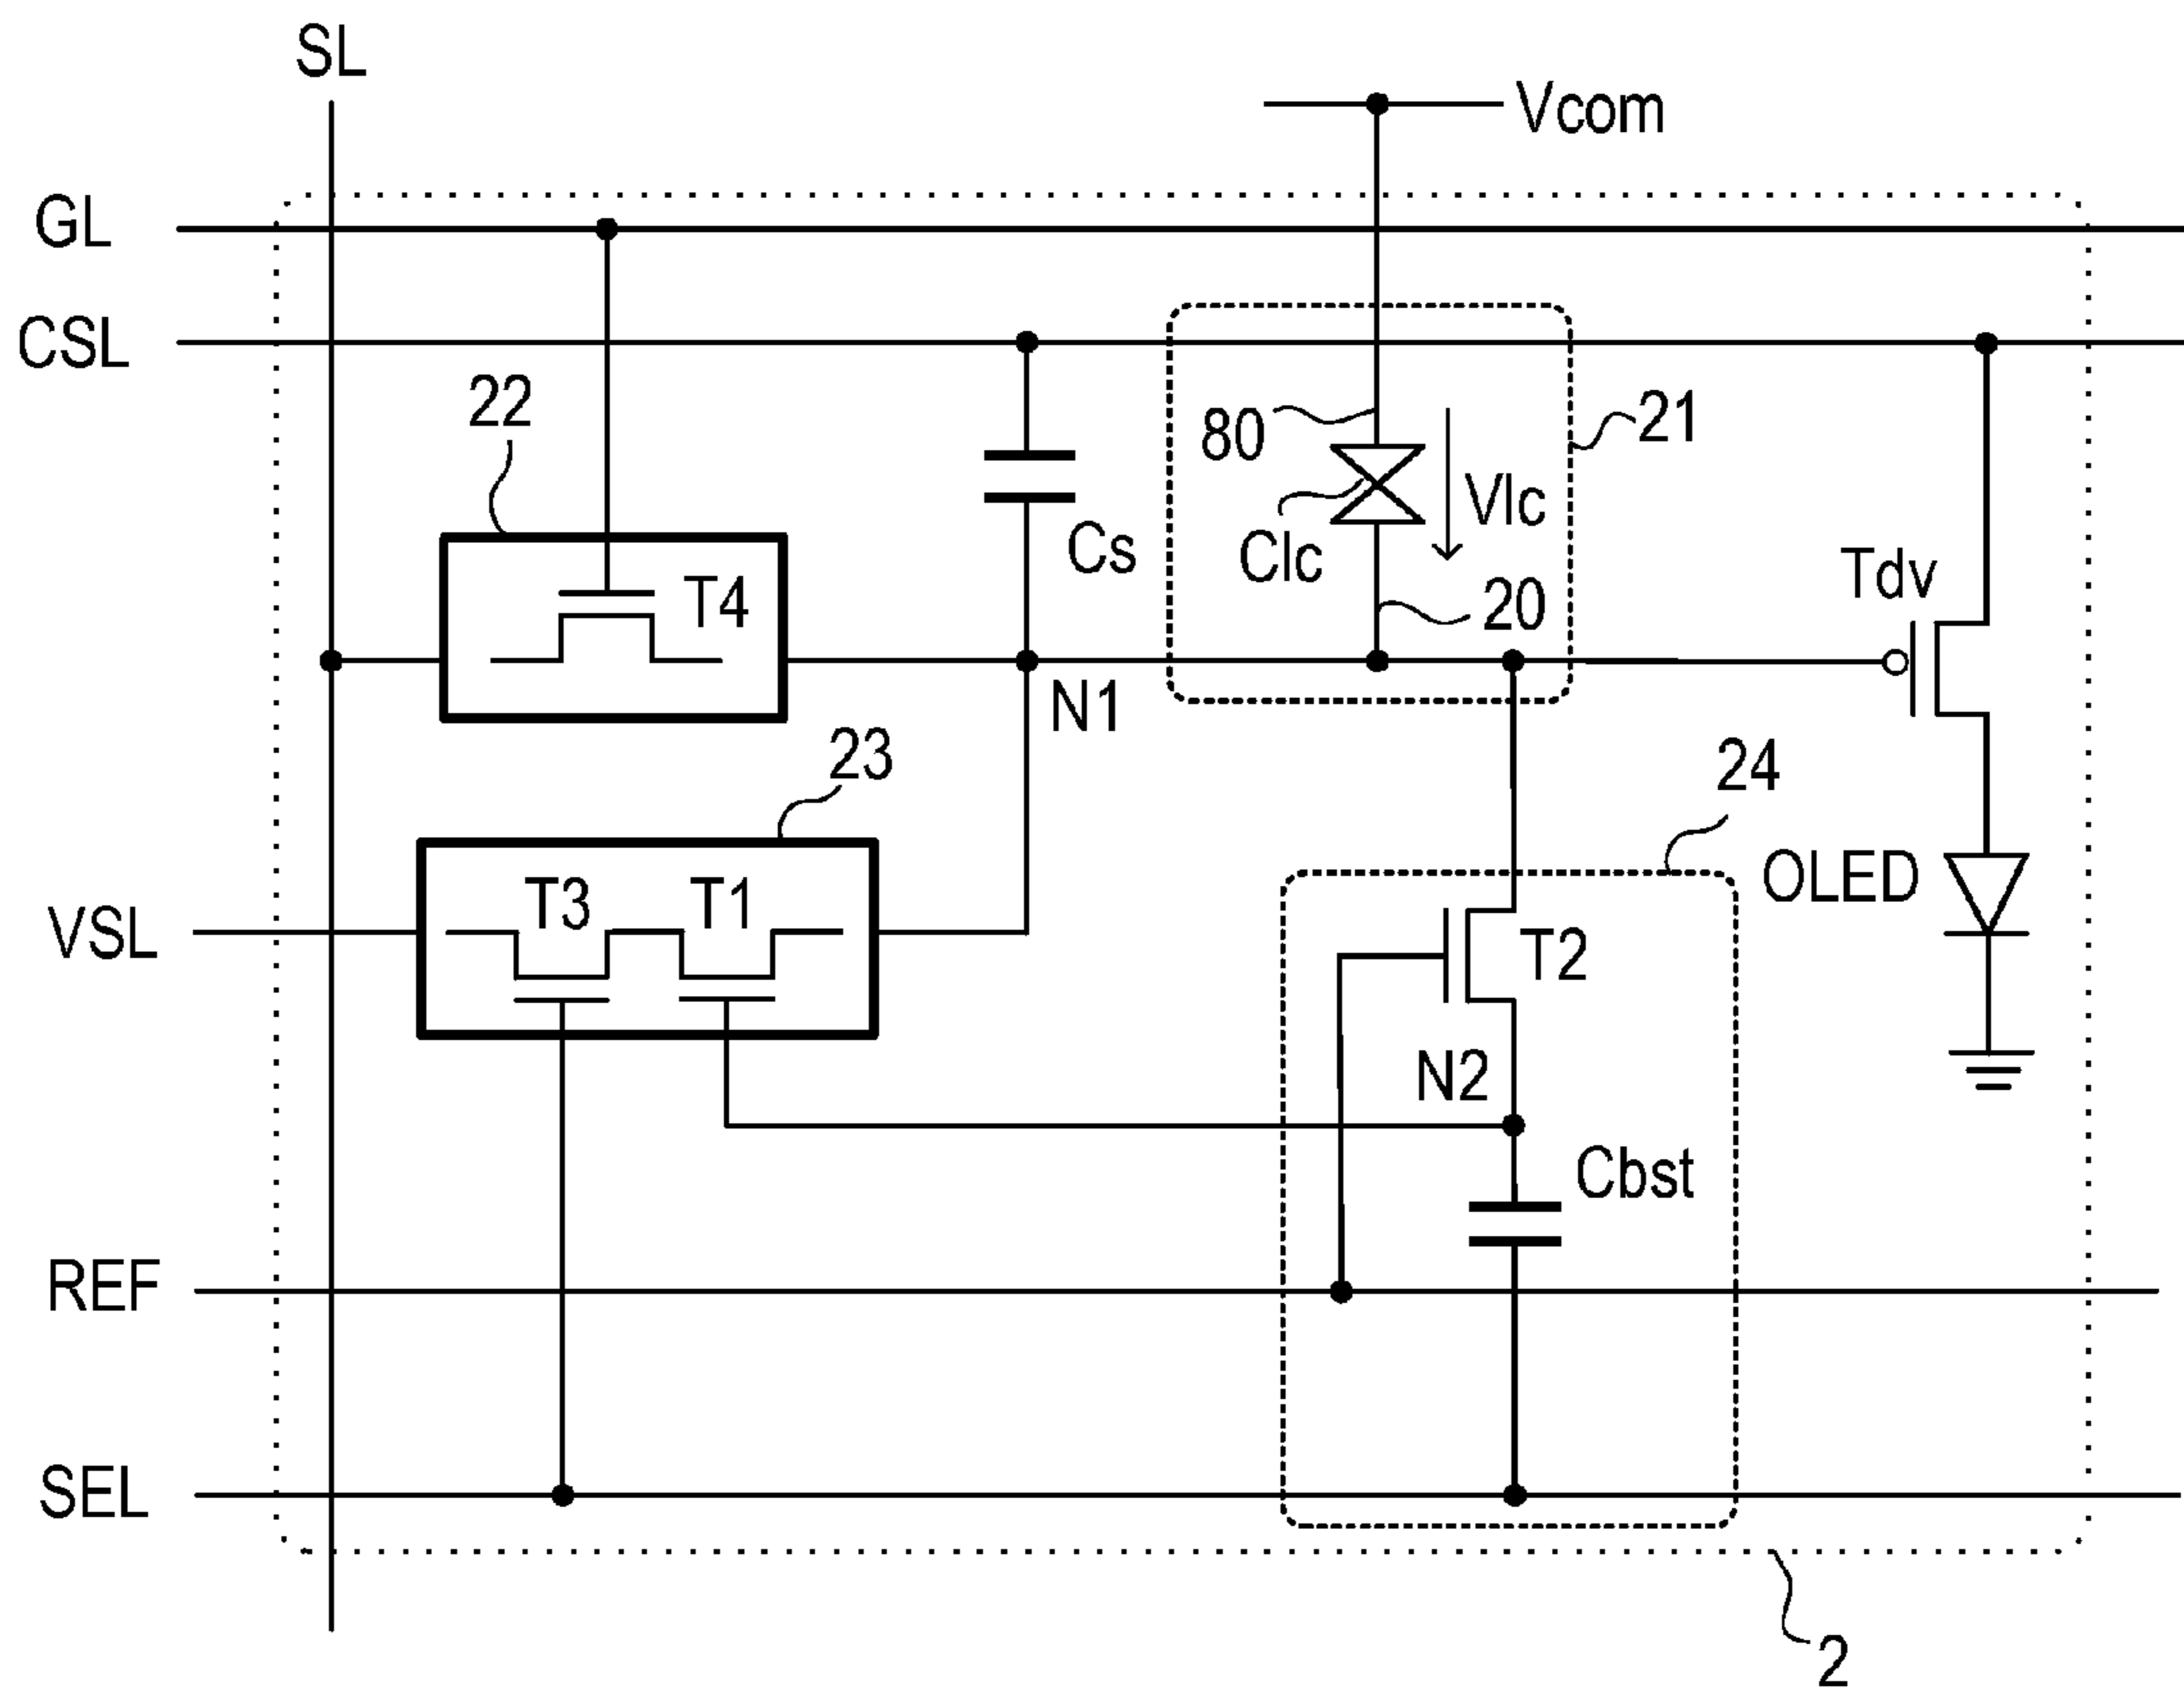 SL
Vcom
GL
CSL
22
80
21
Vlc
Cs
Clc
T4
20
Tdv
N1
23
24
T3
T1
OLED
VSL
T2
N2
Cbst
REF
SEL
2